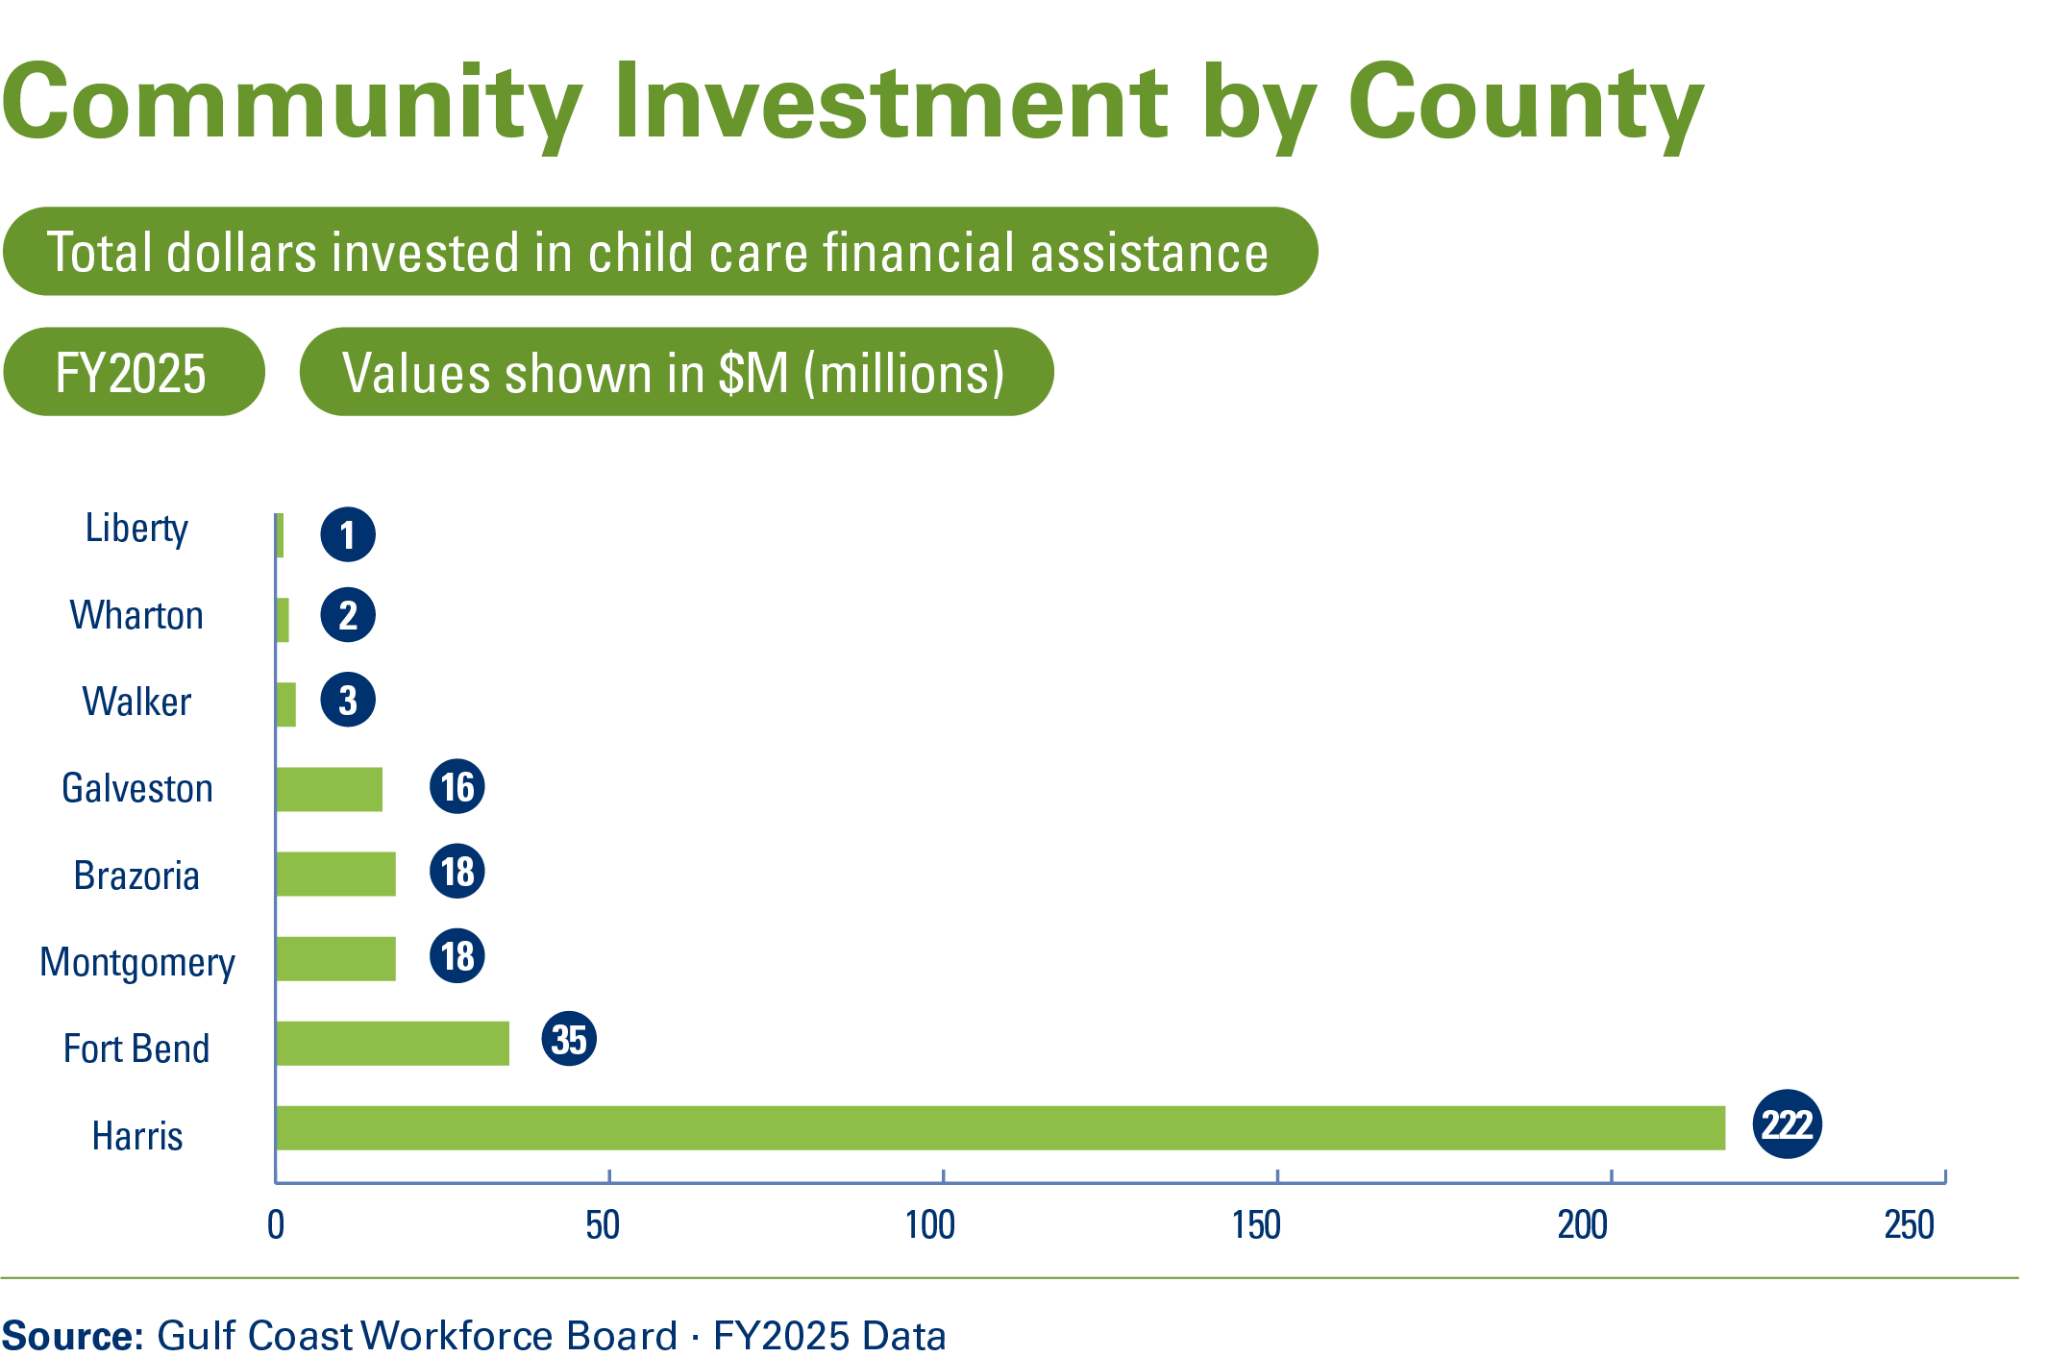 Community Investment by County
Total dollars invested in child care financial assistance
FY2025 Values shown in $M (millions)
Liberty 1
Wharton 2
Walker 3
Galveston 16
Brazoria 18
Montgomery 18
Fort Bend 35
Harris 222
0 50 100 150 200 250
Source: Gulf Coast Workforce Board · FY2025 Data